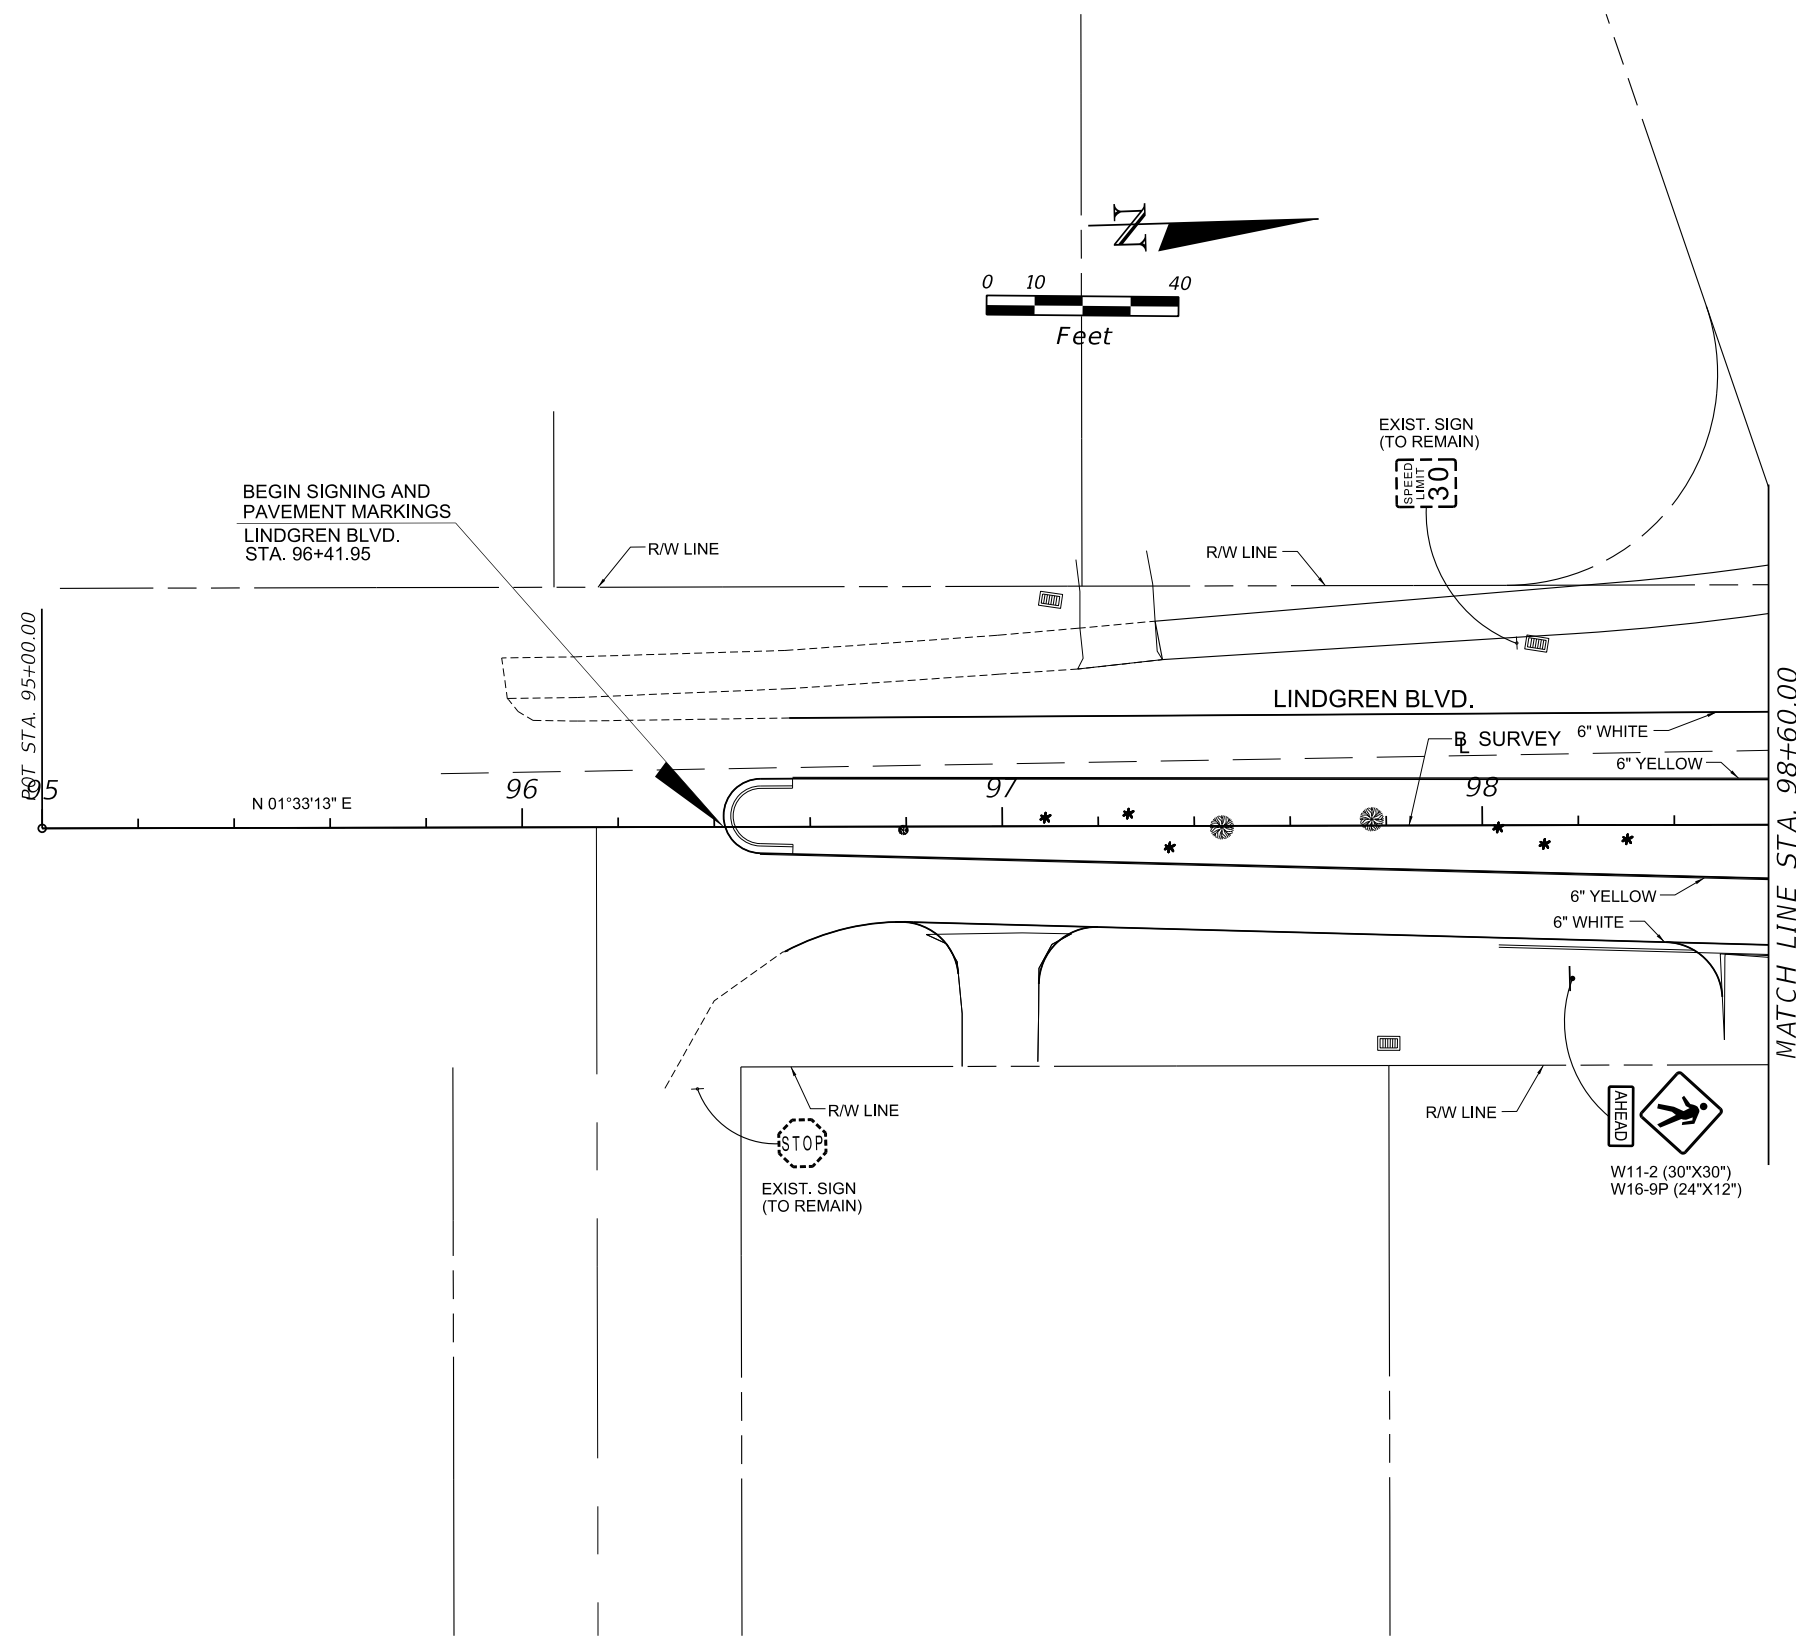 N
0 10 40
Feet
EXIST. SIGN
(TO REMAIN)
SPEED
LIMIT
30
BEGIN SIGNING AND
PAVEMENT MARKINGS
LINDGREN BLVD.
STA. 96+41.95
R/W LINE
R/W LINE
POT STA. 95+00.00
LINDGREN BLVD.
6" WHITE
BL SURVEY
6" YELLOW
95
96
97
98
N 01°33'13" E
MATCH LINE STA. 98+60.00
6" YELLOW
6" WHITE
R/W LINE
STOP
EXIST. SIGN
(TO REMAIN)
R/W LINE
AHEAD
W11-2 (30"X30")
W16-9P (24"X12")